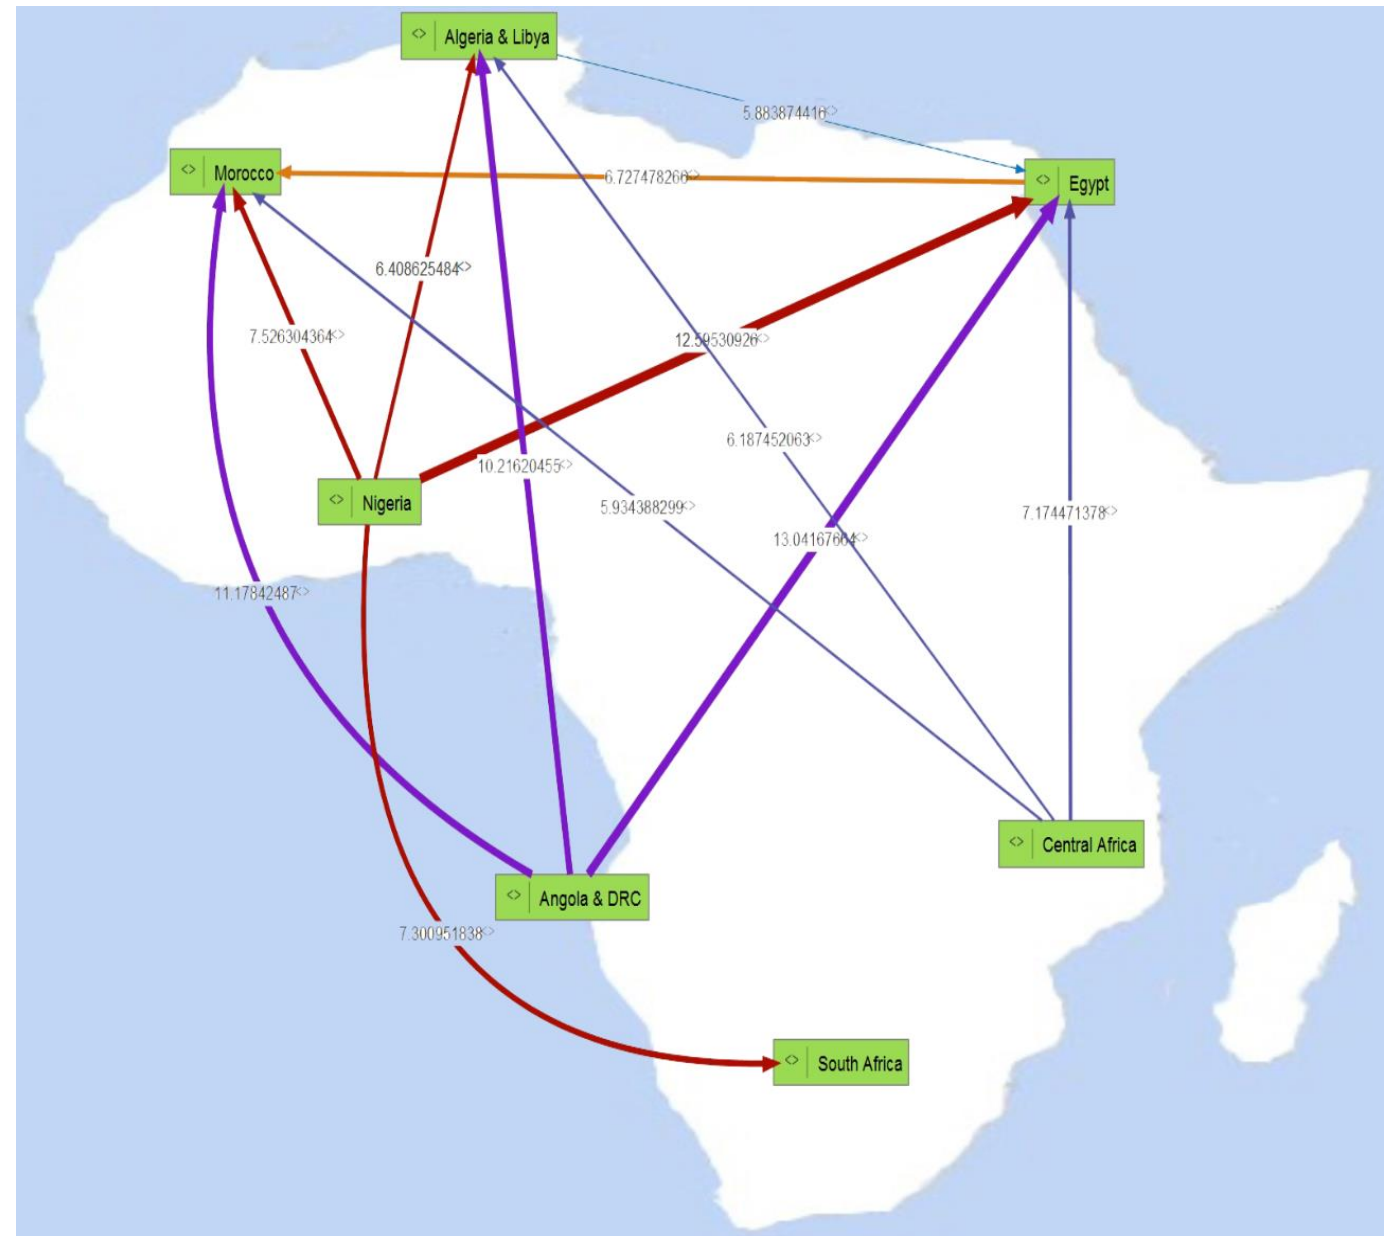 <> Algeria & Libya
5.883874416<>
<> Morocco
6.727478266<>
<> Egypt
6.408625484<>
7.526304364<>
12.59530926<>
6.187452063<>
10.21620455<>
<> Nigeria
5.934388299<>
7.174471378<>
13.04167664<>
11.17842487<>
<> Central Africa
<> Angola & DRC
7.300951838<>
<> South Africa